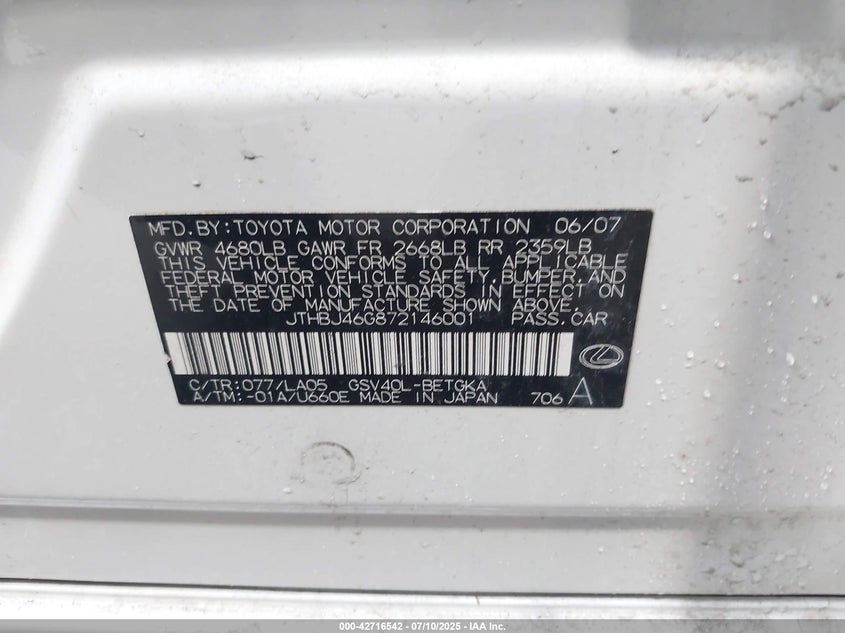 MFD.BY:TOYOTA MOTOR CORPORATION 06/07
GVWR 4680LB GAWR FR 2668LB RR 2359LB
THIS VEHICLE CONFORMS TO ALL APPLICABLE
FEDERAL MOTOR VEHICLE SAFETY, BUMPER AND
THEFT PREVENTION STANDARDS IN EFFECT ON
THE DATE OF MANUFACTURE SHOWN ABOVE.
JTHBJ46G872146001 PASS.CAR
C/TR:077/LA05 GSV40L-BETGKA
A/TM:-01A/U660E MADE IN JAPAN 706 A
000-42716542 / 07/10/2025 - IAA Inc.